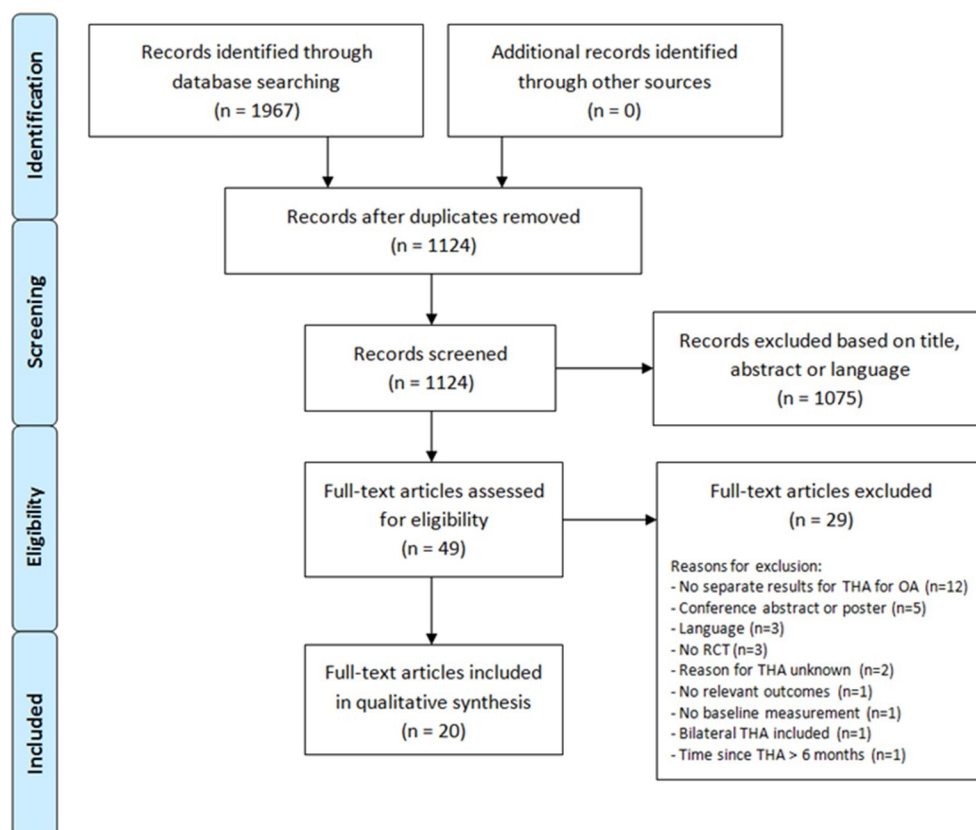 Identification
Records identified through
database searching
(n = 1967)
Additional records identified
through other sources
(n = 0)
Records after duplicates removed
(n = 1124)
Screening
Records screened
(n = 1124)
Records excluded based on title,
abstract or language
(n = 1075)
Eligibility
Full-text articles assessed
for eligibility
(n = 49)
Full-text articles excluded
(n = 29)
Reasons for exclusion:
- No separate results for THA for OA (n=12)
- Conference abstract or poster (n=5)
- Language (n=3)
- No RCT (n=3)
- Reason for THA unknown (n=2)
- No relevant outcomes (n=1)
- No baseline measurement (n=1)
- Bilateral THA included (n=1)
- Time since THA > 6 months (n=1)
Included
Full-text articles included
in qualitative synthesis
(n = 20)